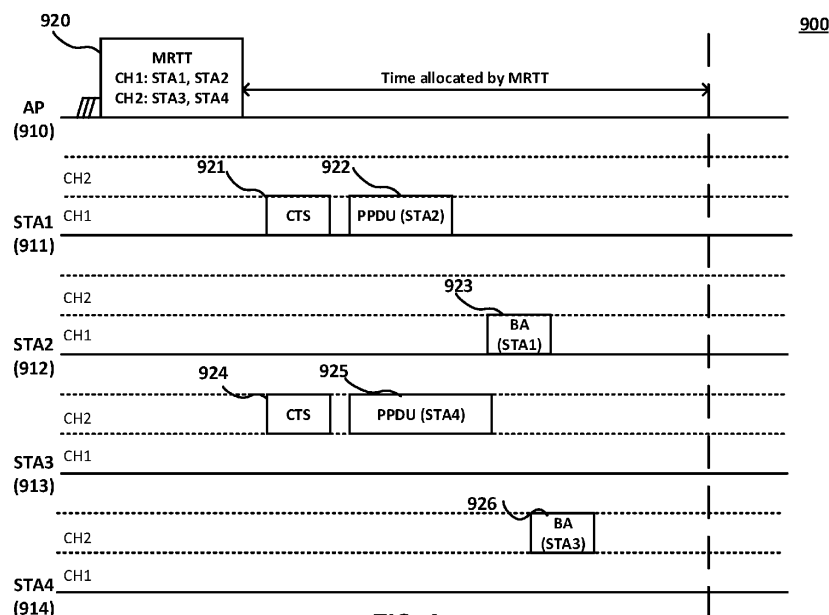 920
900
MRTT
CH1: STA1, STA2
CH2: STA3, STA4
Time allocated by MRTT
AP
(910)
921
922
CH2
STA1
(911)
CH1
CTS
PPDU (STA2)
923
CH2
STA2
(912)
CH1
BA
(STA1)
924
925
CH2
CTS
PPDU (STA4)
STA3
(913)
CH1
926
CH2
BA
(STA3)
STA4
(914)
CH1